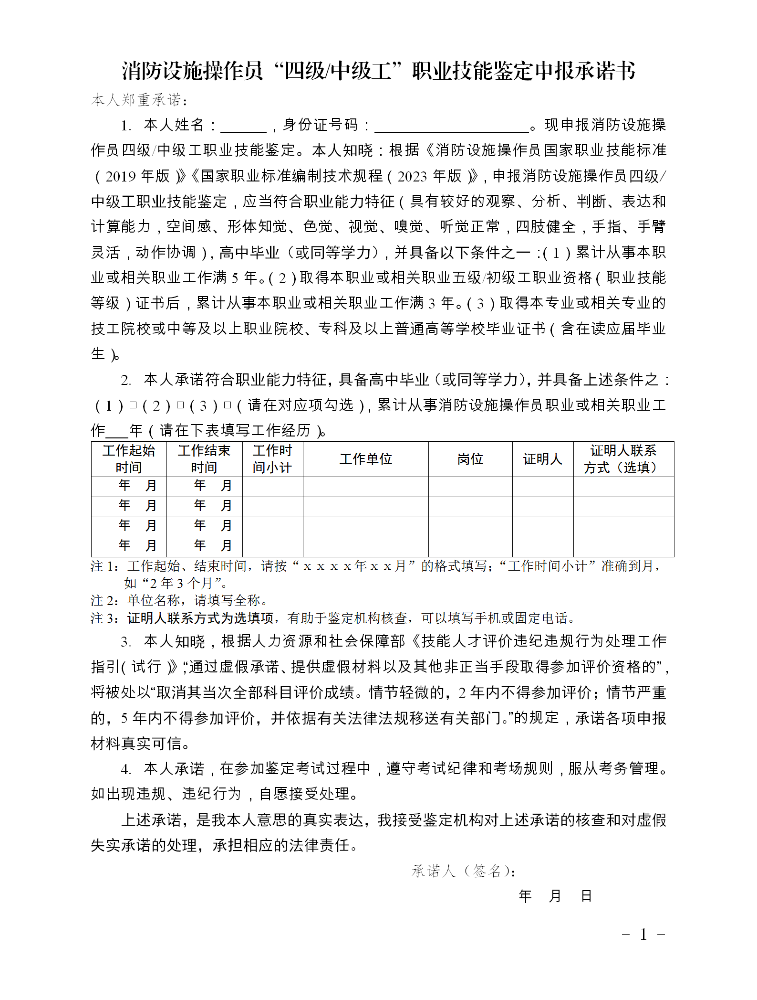 消防设施操作员“四级/中级工”职业技能鉴定申报承诺书
本人郑重承诺：
1. 本人姓名：______，身份证号码：____________________。现申报消防设施操
作员四级/中级工职业技能鉴定。本人知晓：根据《消防设施操作员国家职业技能标准
（2019 年版）》《国家职业标准编制技术规程（2023 年版）》，申报消防设施操作员四级/
中级工职业技能鉴定，应当符合职业能力特征（具有较好的观察、分析、判断、表达和
计算能力，空间感、形体知觉、色觉、视觉、嗅觉、听觉正常，四肢健全，手指、手臂
灵活，动作协调），高中毕业（或同等学力），并具备以下条件之一：（1）累计从事本职
业或相关职业工作满 5 年。（2）取得本职业或相关职业五级/初级工职业资格（职业技能
等级）证书后，累计从事本职业或相关职业工作满 3 年。（3）取得本专业或相关专业的
技工院校或中等及以上职业院校、专科及以上普通高等学校毕业证书（含在读应届毕业
生）。
2. 本人承诺符合职业能力特征，具备高中毕业（或同等学力），并具备上述条件之：
（1）□（2）□（3）□（请在对应项勾选），累计从事消防设施操作员职业或相关职业工
作___年（请在下表填写工作经历）。
工作起始时间 工作结束时间 工作时间小计 工作单位 岗位 证明人 证明人联系方式（选填）
年 月 年 月
年 月 年 月
年 月 年 月
年 月 年 月
注 1：工作起始、结束时间，请按“ｘｘｘｘ年ｘｘ月”的格式填写；“工作时间小计”准确到月，
如“2 年 3 个月”。
注 2：单位名称，请填写全称。
注 3：证明人联系方式为选填项，有助于鉴定机构核查，可以填写手机或固定电话。
3. 本人知晓，根据人力资源和社会保障部《技能人才评价违纪违规行为处理工作
指引（试行）》，“通过虚假承诺、提供虚假材料以及其他非正当手段取得参加评价资格的”，
将被处以“取消其当次全部科目评价成绩。情节轻微的，2 年内不得参加评价；情节严重
的，5 年内不得参加评价，并依据有关法律法规移送有关部门。”的规定，承诺各项申报
材料真实可信。
4. 本人承诺，在参加鉴定考试过程中，遵守考试纪律和考场规则，服从考务管理。
如出现违规、违纪行为，自愿接受处理。
上述承诺，是我本人意思的真实表达，我接受鉴定机构对上述承诺的核查和对虚假
失实承诺的处理，承担相应的法律责任。
承诺人（签名）：
年 月 日
－ 1 －